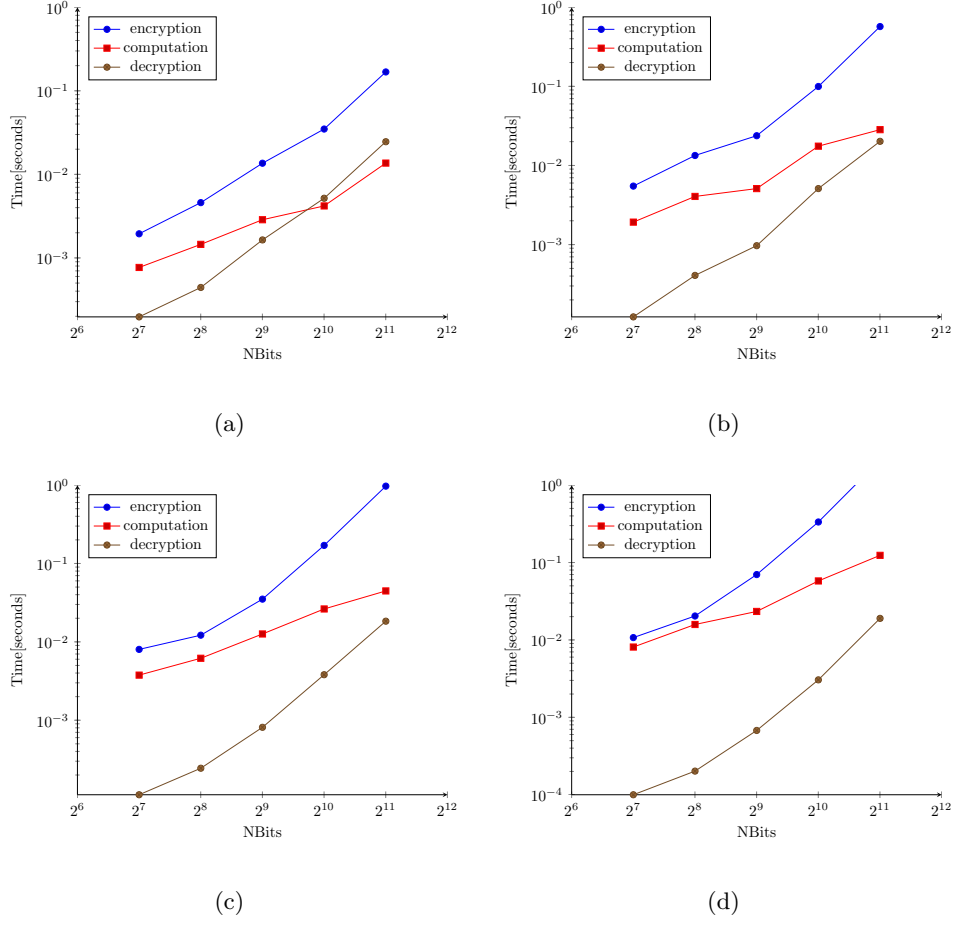 10^0
10^{-1}
10^{-2}
10^{-3}
Time[seconds]
encryption
computation
decryption
2^6 2^7 2^8 2^9 2^{10} 2^{11} 2^{12}
NBits
(a)
10^0
10^{-1}
10^{-2}
10^{-3}
Time[seconds]
encryption
computation
decryption
2^6 2^7 2^8 2^9 2^{10} 2^{11} 2^{12}
NBits
(b)
10^0
10^{-1}
10^{-2}
10^{-3}
Time[seconds]
encryption
computation
decryption
2^6 2^7 2^8 2^9 2^{10} 2^{11} 2^{12}
NBits
(c)
10^0
10^{-1}
10^{-2}
10^{-3}
10^{-4}
Time[seconds]
encryption
computation
decryption
2^6 2^7 2^8 2^9 2^{10} 2^{11} 2^{12}
NBits
(d)